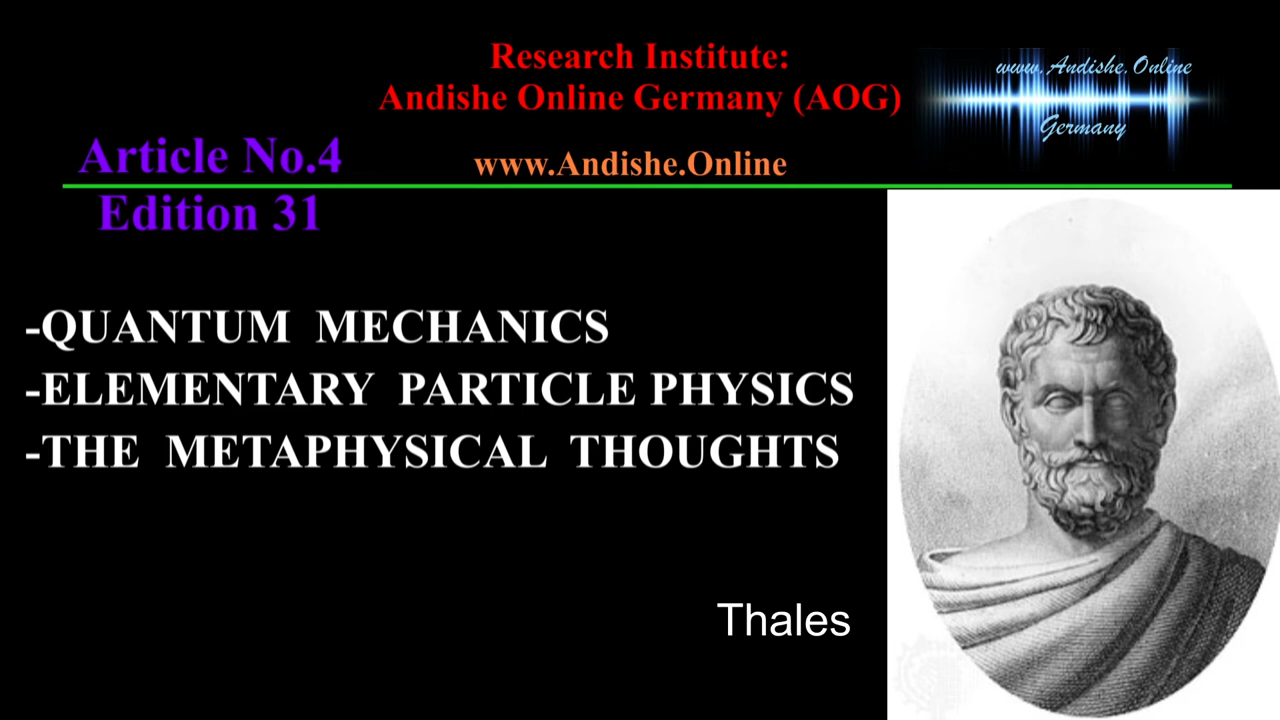 Research Institute:
Andishe Online Germany (AOG)
www.Andishe.Online
Germany
Article No.4
www.Andishe.Online
Edition 31
-QUANTUM MECHANICS
-ELEMENTARY PARTICLE PHYSICS
-THE METAPHYSICAL THOUGHTS
Thales